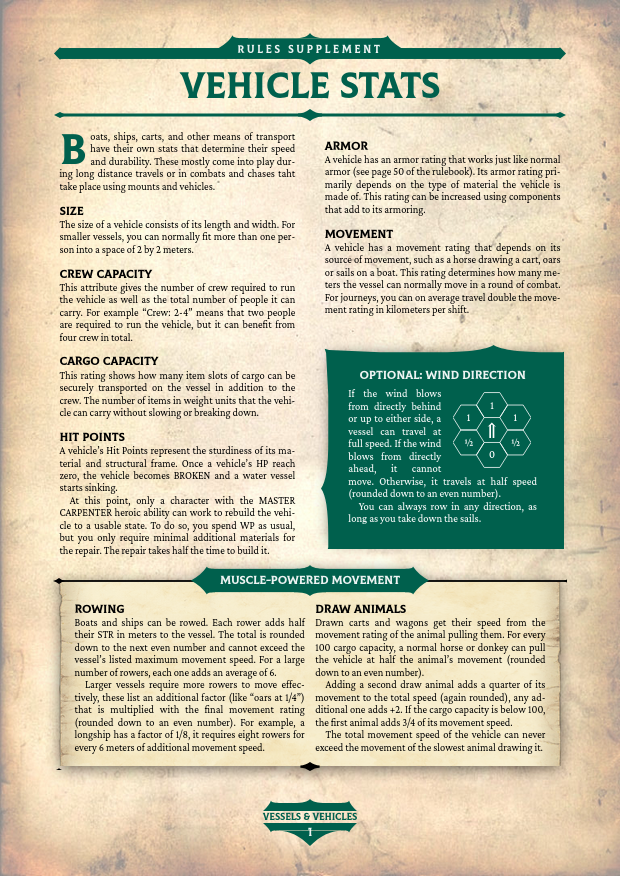 RULES SUPPLEMENT
VEHICLE STATS
Boats, ships, carts, and other means of transport
have their own stats that determine their speed
and durability. These mostly come into play dur-
ing long distance travels or in combats and chases taht
take place using mounts and vehicles.
SIZE
The size of a vehicle consists of its length and width. For
smaller vessels, you can normally fit more than one per-
son into a space of 2 by 2 meters.
CREW CAPACITY
This attribute gives the number of crew required to run
the vehicle as well as the total number of people it can
carry. For example “Crew: 2-4” means that two people
are required to run the vehicle, but it can benefit from
four crew in total.
CARGO CAPACITY
This rating shows how many item slots of cargo can be
securely transported on the vessel in addition to the
crew. The number of items in weight units that the vehi-
cle can carry without slowing or breaking down.
HIT POINTS
A vehicle’s Hit Points represent the sturdiness of its ma-
terial and structural frame. Once a vehicle’s HP reach
zero, the vehicle becomes BROKEN and a water vessel
starts sinking.
At this point, only a character with the MASTER
CARPENTER heroic ability can work to rebuild the vehi-
cle to a usable state. To do so, you spend WP as usual,
but you only require minimal additional materials for
the repair. The repair takes half the time to build it.
ARMOR
A vehicle has an armor rating that works just like normal
armor (see page 50 of the rulebook). Its armor rating pri-
marily depends on the type of material the vehicle is
made of. This rating can be increased using components
that add to its armoring.
MOVEMENT
A vehicle has a movement rating that depends on its
source of movement, such as a horse drawing a cart, oars
or sails on a boat. This rating determines how many me-
ters the vessel can normally move in a round of combat.
For journeys, you can on average travel double the move-
ment rating in kilometers per shift.
OPTIONAL: WIND DIRECTION
If the wind blows
from directly behind
or up to either side, a
vessel can travel at
full speed. If the wind
blows from directly
ahead, it cannot
move. Otherwise, it travels at half speed
(rounded down to an even number).
You can always row in any direction, as
long as you take down the sails.
1
1 1
½ ½
0
MUSCLE-POWERED MOVEMENT
ROWING
Boats and ships can be rowed. Each rower adds half
their STR in meters to the vessel. The total is rounded
down to the next even number and cannot exceed the
vessel’s listed maximum movement speed. For a large
number of rowers, each one adds an average of 6.
Larger vessels require more rowers to move effec-
tively, these list an additional factor (like “oars at 1/4”)
that is multiplied with the final movement rating
(rounded down to an even number). For example, a
longship has a factor of 1/8, it requires eight rowers for
every 6 meters of additional movement speed.
DRAW ANIMALS
Drawn carts and wagons get their speed from the
movement rating of the animal pulling them. For every
100 cargo capacity, a normal horse or donkey can pull
the vehicle at half the animal’s movement (rounded
down to an even number).
Adding a second draw animal adds a quarter of its
movement to the total speed (again rounded), any ad-
ditional one adds +2. If the cargo capacity is below 100,
the first animal adds 3/4 of its movement speed.
The total movement speed of the vehicle can never
exceed the movement of the slowest animal drawing it.
VESSELS & VEHICLES
1